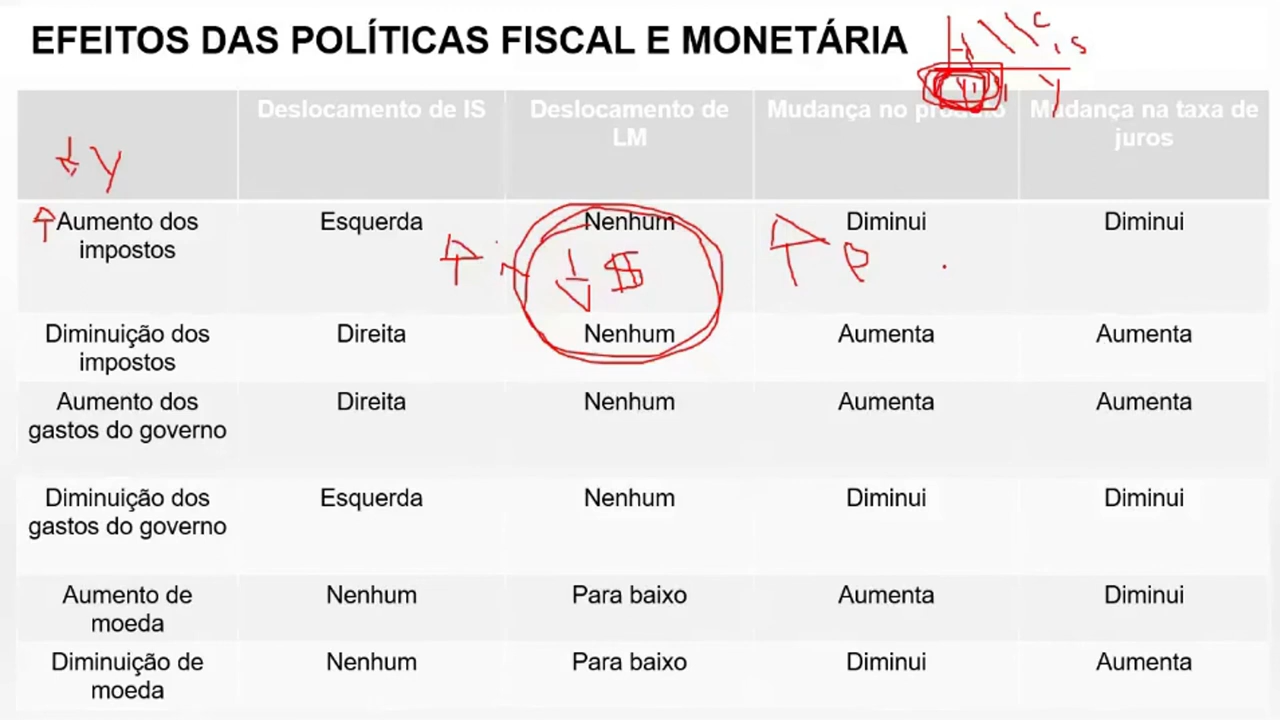 EFEITOS DAS POLÍTICAS FISCAL E MONETÁRIA
C
IS
Y
Deslocamento de IS
Deslocamento de
LM
Mudança no produto
Mudança na taxa de
juros
Y
Aumento dos
impostos
Esquerda
Nenhum
Diminui
Diminui
i
$
P
Diminuição dos
impostos
Direita
Nenhum
Aumenta
Aumenta
Aumento dos
gastos do governo
Direita
Nenhum
Aumenta
Aumenta
Diminuição dos
gastos do governo
Esquerda
Nenhum
Diminui
Diminui
Aumento de
moeda
Nenhum
Para baixo
Aumenta
Diminui
Diminuição de
moeda
Nenhum
Para baixo
Diminui
Aumenta